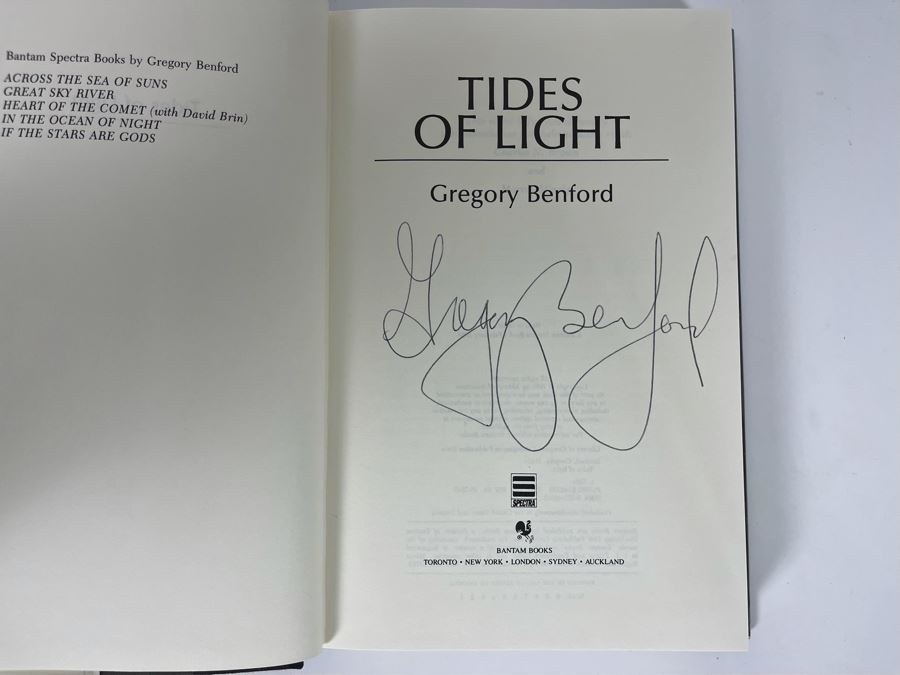 Bantam Spectra Books by Gregory Benford
ACROSS THE SEA OF SUNS
GREAT SKY RIVER
HEART OF THE COMET (with David Brin)
IN THE OCEAN OF NIGHT
IF THE STARS ARE GODS
TIDES
OF LIGHT
Gregory Benford
Gregory Benford
SPECTRA
BANTAM BOOKS
TORONTO • NEW YORK • LONDON • SYDNEY • AUCKLAND